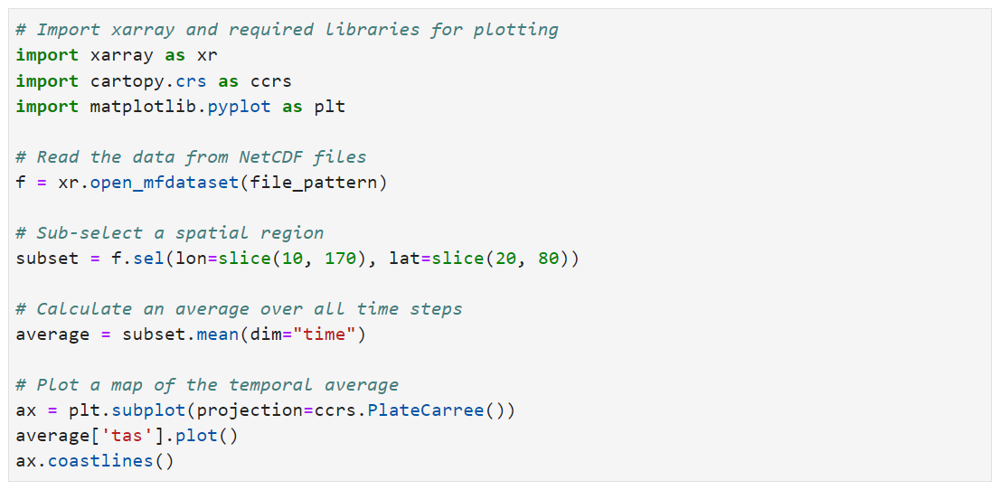 # Import xarray and required libraries for plotting
import xarray as xr
import cartopy.crs as ccrs
import matplotlib.pyplot as plt
# Read the data from NetCDF files
f = xr.open_mfdataset(file_pattern)
# Sub-select a spatial region
subset = f.sel(lon=slice(10, 170), lat=slice(20, 80))
# Calculate an average over all time steps
average = subset.mean(dim="time")
# Plot a map of the temporal average
ax = plt.subplot(projection=ccrs.PlateCarree())
average['tas'].plot()
ax.coastlines()